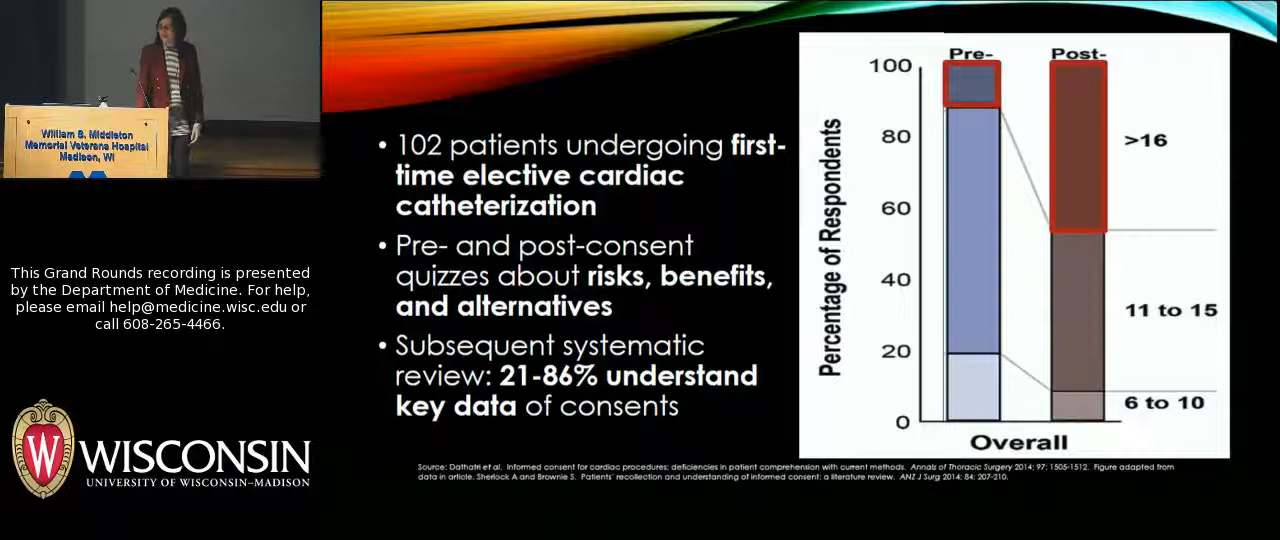 William S. Middleton
Memorial Veterans Hospital
Madison, WI
This Grand Rounds recording is presented
by the Department of Medicine. For help,
please email help@medicine.wisc.edu or
call 608-265-4466.
W
WISCONSIN
UNIVERSITY OF WISCONSIN–MADISON
• 102 patients undergoing first-
time elective cardiac
catheterization
• Pre- and post-consent
quizzes about risks, benefits,
and alternatives
• Subsequent systematic
review: 21-86% understand
key data of consents
Pre-
Post-
Percentage of Respondents
100
80
60
40
20
0
>16
11 to 15
6 to 10
Overall
Source: Dathatri et al. Informed consent for cardiac procedures: deficiencies in patient comprehension with current methods. Annals of Thoracic Surgery 2014; 97: 1505-1512. Figure adapted from
data in article. Sherlock A and Brownie S. Patients' recollection and understanding of informed consent: a literature review. ANZ J Surg 2014; 84: 207-210.